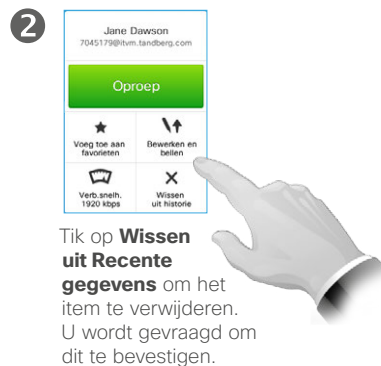 2
Jane Dawson
7045179@itvm.tandberg.com
Oproep
Voeg toe aan
favorieten
Bewerken en
bellen
Verb.snelh.
1920 kbps
Wissen
uit historie
Tik op Wissen
uit Recente
gegevens om het
item te verwijderen.
U wordt gevraagd om
dit te bevestigen.